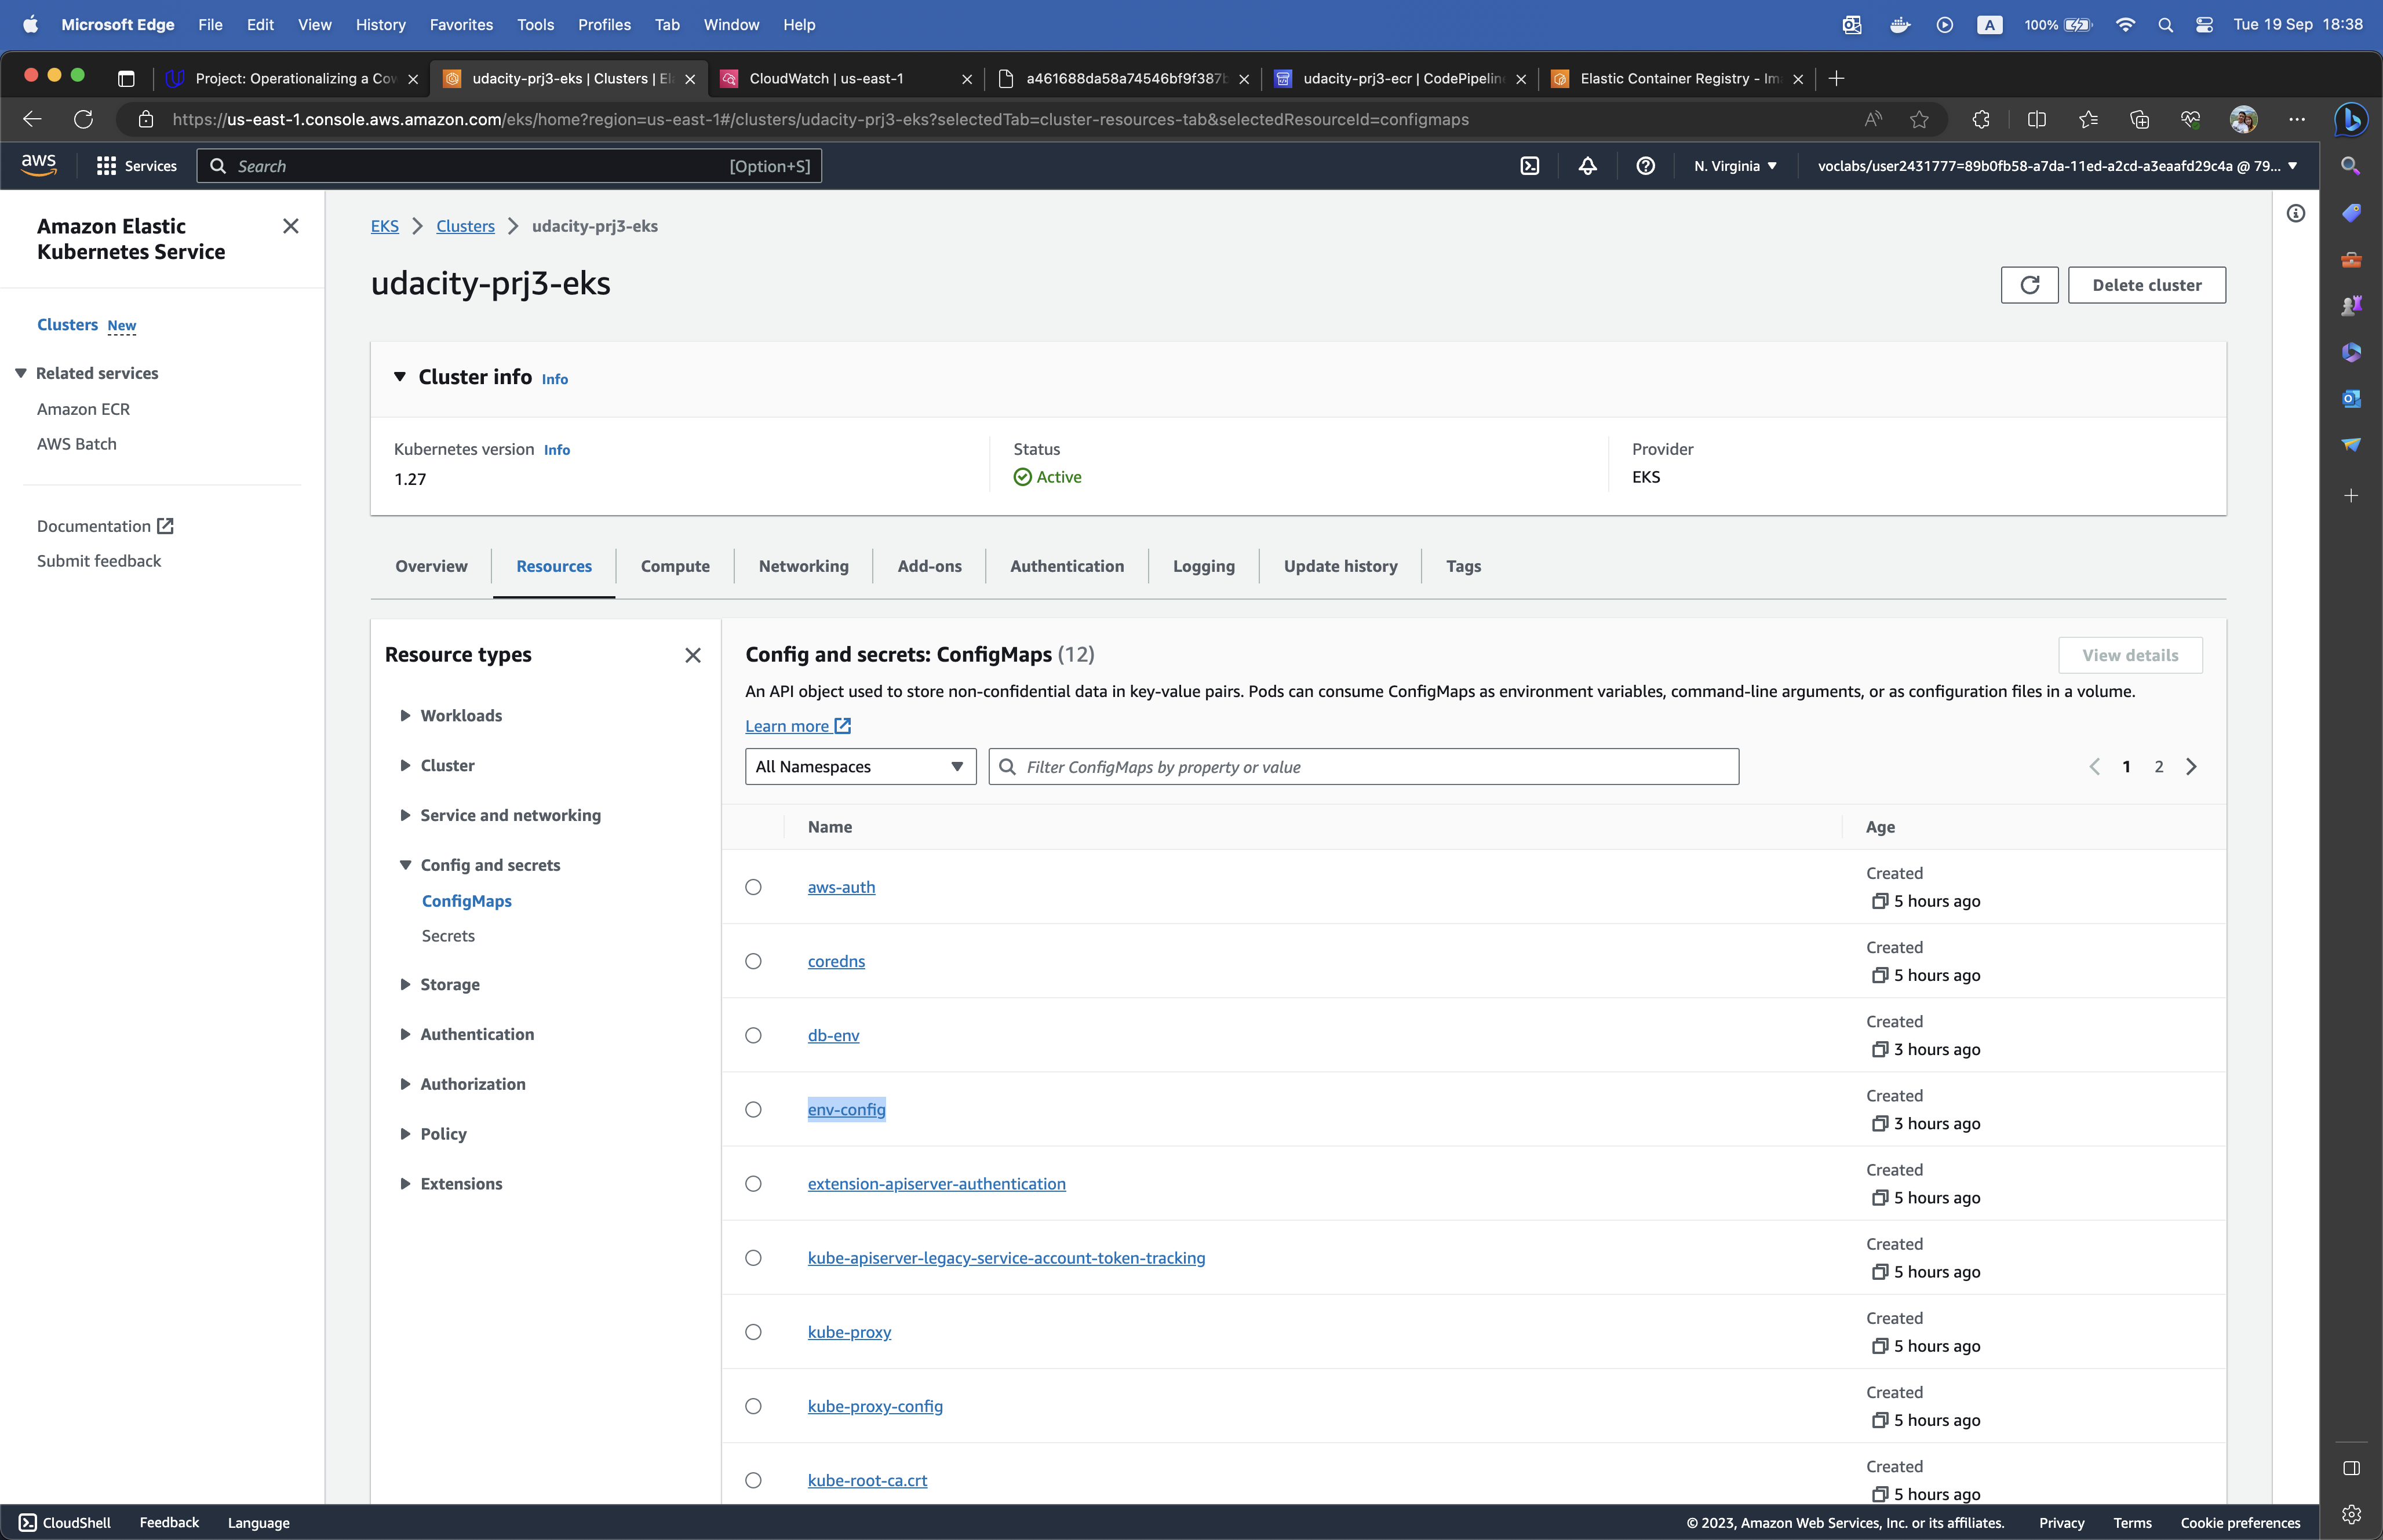 Microsoft Edge File Edit View History Favorites Tools Profiles Tab Window Help A 100% Tue 19 Sep 18:38
Project: Operationalizing a Cow udacity-prj3-eks | Clusters | El CloudWatch | us-east-1 a461688da58a74546bf9f387b udacity-prj3-ecr | CodePipeline Elastic Container Registry - Im
https://us-east-1.console.aws.amazon.com/eks/home?region=us-east-1#/clusters/udacity-prj3-eks?selectedTab=cluster-resources-tab&selectedResourceId=configmaps
aws Services Search [Option+S] N. Virginia voclabs/user2431777=89b0fb58-a7da-11ed-a2cd-a3eaafd29c4a @ 79...
Amazon Elastic
Kubernetes Service
Clusters New
Related services
Amazon ECR
AWS Batch
Documentation
Submit feedback
EKS Clusters udacity-prj3-eks
udacity-prj3-eks
Delete cluster
Cluster info Info
Kubernetes version Info
1.27
Status
Active
Provider
EKS
Overview Resources Compute Networking Add-ons Authentication Logging Update history Tags
Resource types
Workloads
Cluster
Service and networking
Config and secrets
ConfigMaps
Secrets
Storage
Authentication
Authorization
Policy
Extensions
Config and secrets: ConfigMaps (12)
View details
An API object used to store non-confidential data in key-value pairs. Pods can consume ConfigMaps as environment variables, command-line arguments, or as configuration files in a volume.
Learn more
All Namespaces Filter ConfigMaps by property or value 1 2
Name Age
aws-auth Created
5 hours ago
coredns Created
5 hours ago
db-env Created
3 hours ago
env-config Created
3 hours ago
extension-apiserver-authentication Created
5 hours ago
kube-apiserver-legacy-service-account-token-tracking Created
5 hours ago
kube-proxy Created
5 hours ago
kube-proxy-config Created
5 hours ago
kube-root-ca.crt Created
5 hours ago
CloudShell Feedback Language © 2023, Amazon Web Services, Inc. or its affiliates. Privacy Terms Cookie preferences